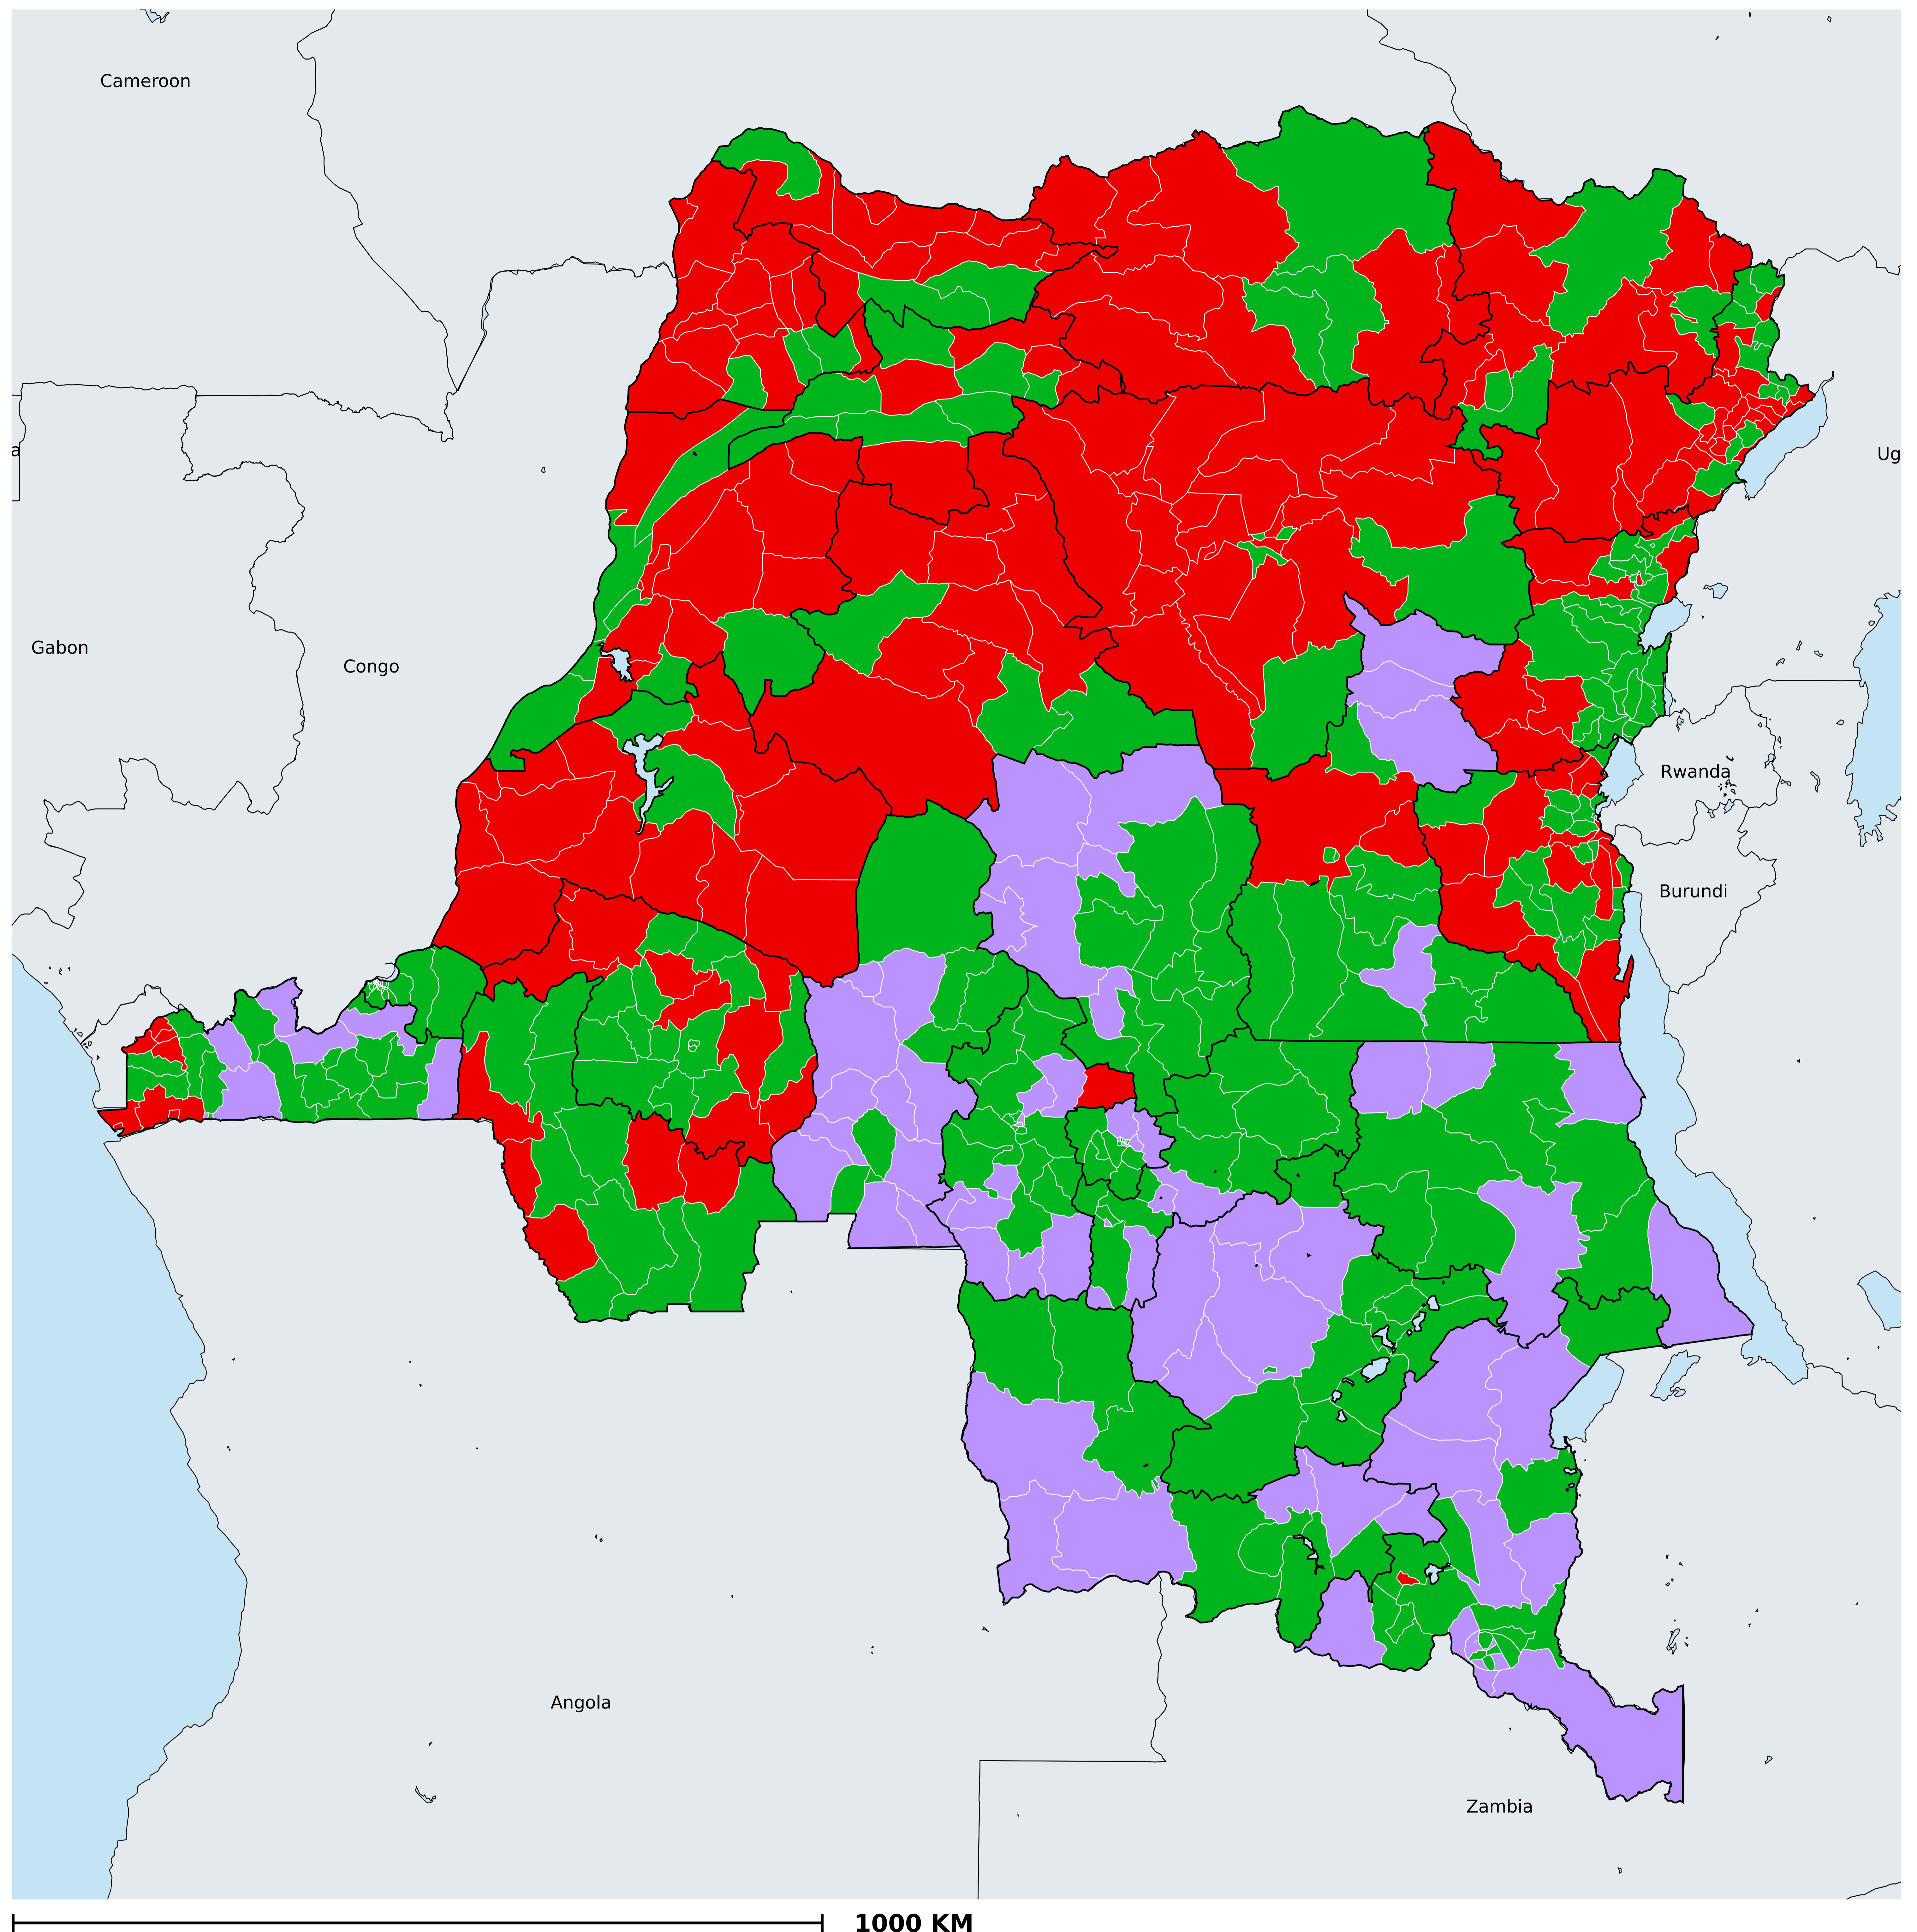 Cameroon
a
Ug
Gabon
Congo
Rwanda
Burundi
Angola
Zambia
1000 KM